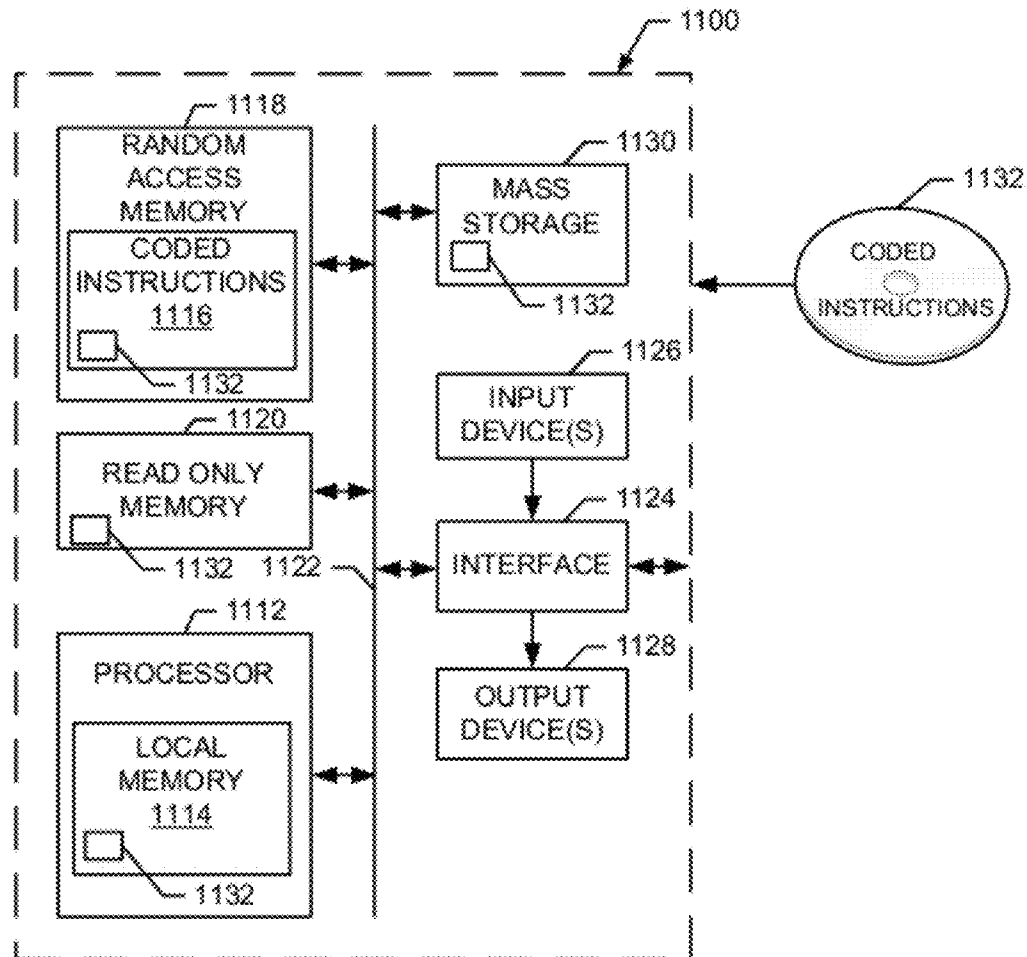 1100
1118
RANDOM
ACCESS
MEMORY
CODED
INSTRUCTIONS
1116
1132
1120
READ ONLY
MEMORY
1132
1122
1112
PROCESSOR
LOCAL
MEMORY
1114
1132
1130
MASS
STORAGE
1132
1126
INPUT
DEVICE(S)
1124
INTERFACE
1128
OUTPUT
DEVICE(S)
1132
CODED
INSTRUCTIONS